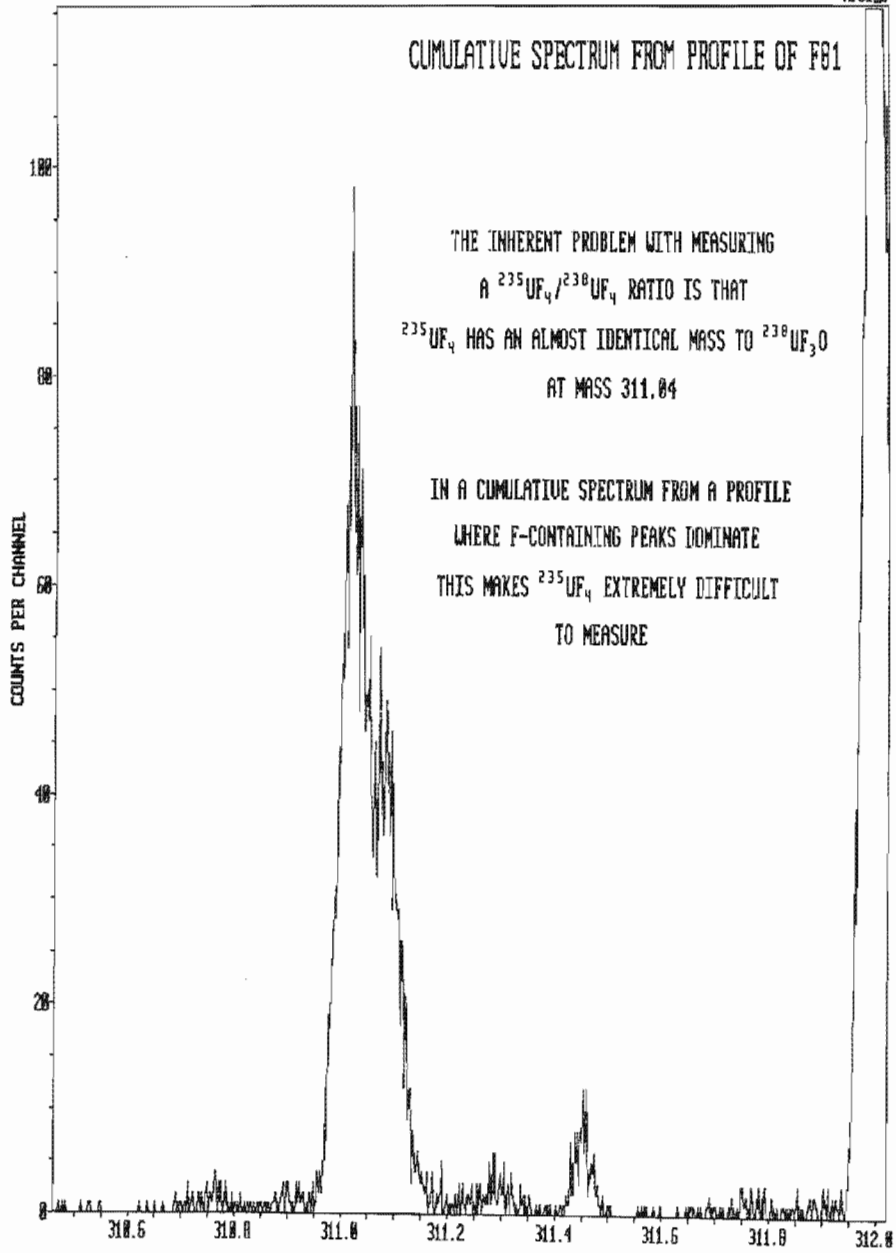 CUMULATIVE SPECTRUM FROM PROFILE OF F81
THE INHERENT PROBLEM WITH MEASURING
A ²³⁵UF₄/²³⁸UF₄ RATIO IS THAT
²³⁵UF₄ HAS AN ALMOST IDENTICAL MASS TO ²³⁸UF₃O
AT MASS 311.04
IN A CUMULATIVE SPECTRUM FROM A PROFILE
WHERE F-CONTAINING PEAKS DOMINATE
THIS MAKES ²³⁵UF₄ EXTREMELY DIFFICULT
TO MEASURE
COUNTS PER CHANNEL
100
80
60
40
20
0
310.6 310.8 311.0 311.2 311.4 311.6 311.8 312.0